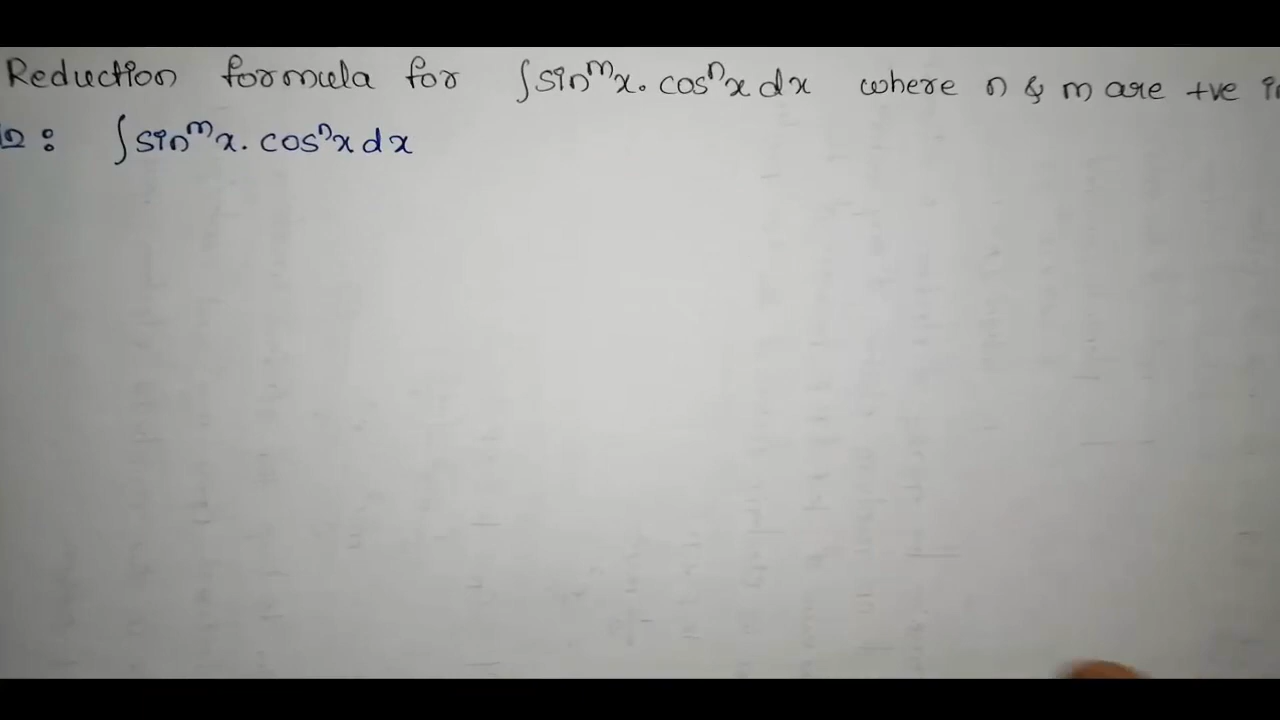 Reduction formula for ∫sinᵐx. cosⁿx dx where n & m are +ve
: ∫sinᵐx. cosⁿx dx